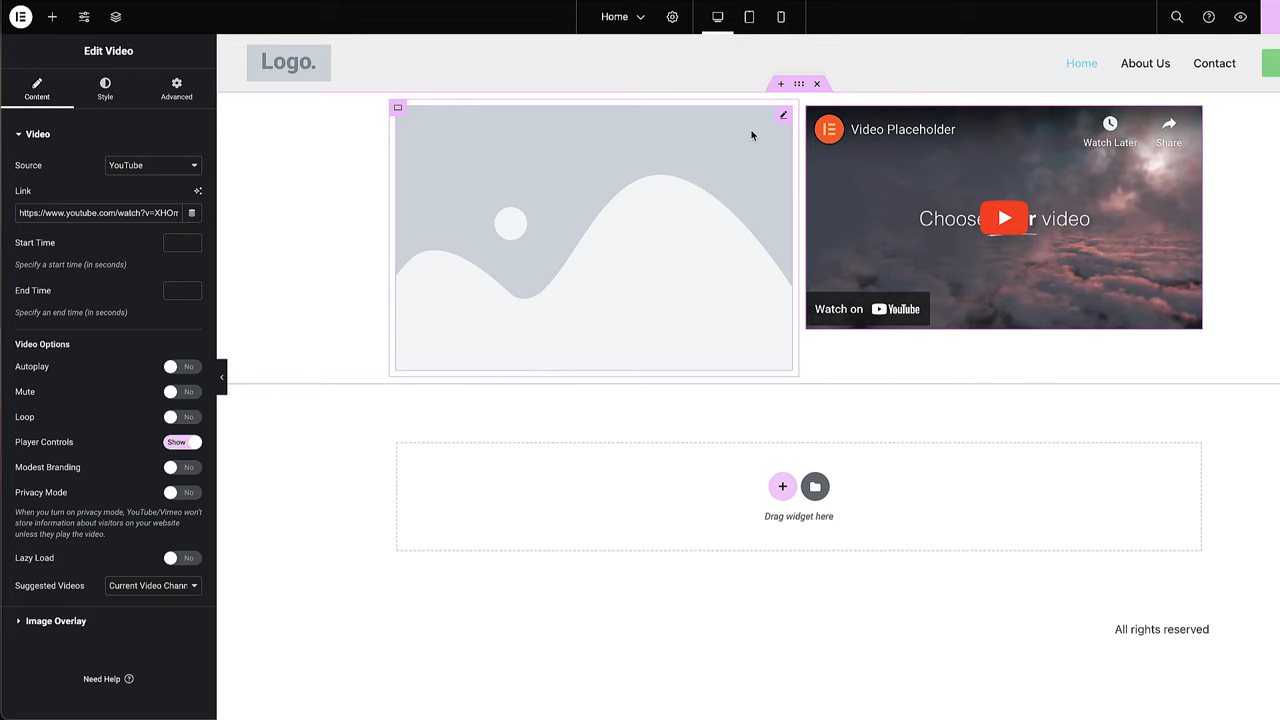 Home
Edit Video
Logo.
Home
About Us
Contact
Content
Style
Advanced
Video
Source
YouTube
Link
https://www.youtube.com/watch?v=XHOm
Start Time
Specify a start time (in seconds)
End Time
Specify an end time (in seconds)
Video Options
Autoplay
No
Mute
No
Loop
No
Player Controls
Show
Modest Branding
No
Privacy Mode
No
When you turn on privacy mode, YouTube/Vimeo won't
store information about visitors on your website
unless they play the video.
Lazy Load
No
Suggested Videos
Current Video Chann
Image Overlay
Need Help
Video Placeholder
Watch Later
Share
Choose r video
Watch on YouTube
Drag widget here
All rights reserved